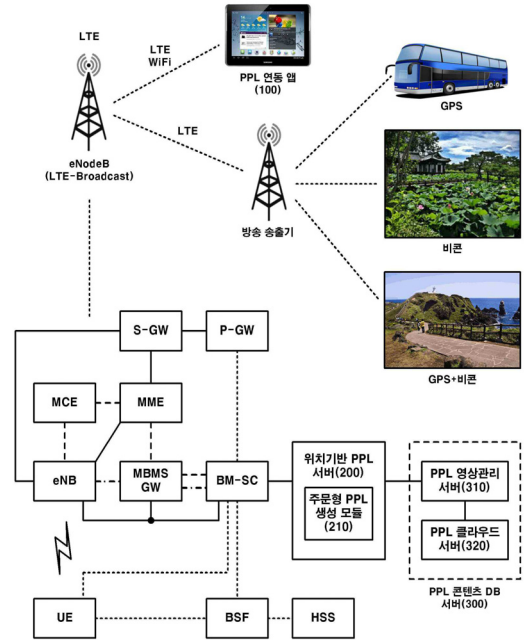 LTE
LTE
WiFi
PPL 연동 앱
(100)
GPS
LTE
eNodeB
(LTE-Broadcast)
방송 송출기
비콘
GPS+비콘
S-GW
P-GW
MCE
MME
eNB
MBMS
GW
BM-SC
위치기반 PPL
서버(200)
주문형 PPL
생성 모듈
(210)
PPL 영상관리
서버(310)
PPL 클라우드
서버(320)
PPL 콘텐츠 DB
서버(300)
UE
BSF
HSS